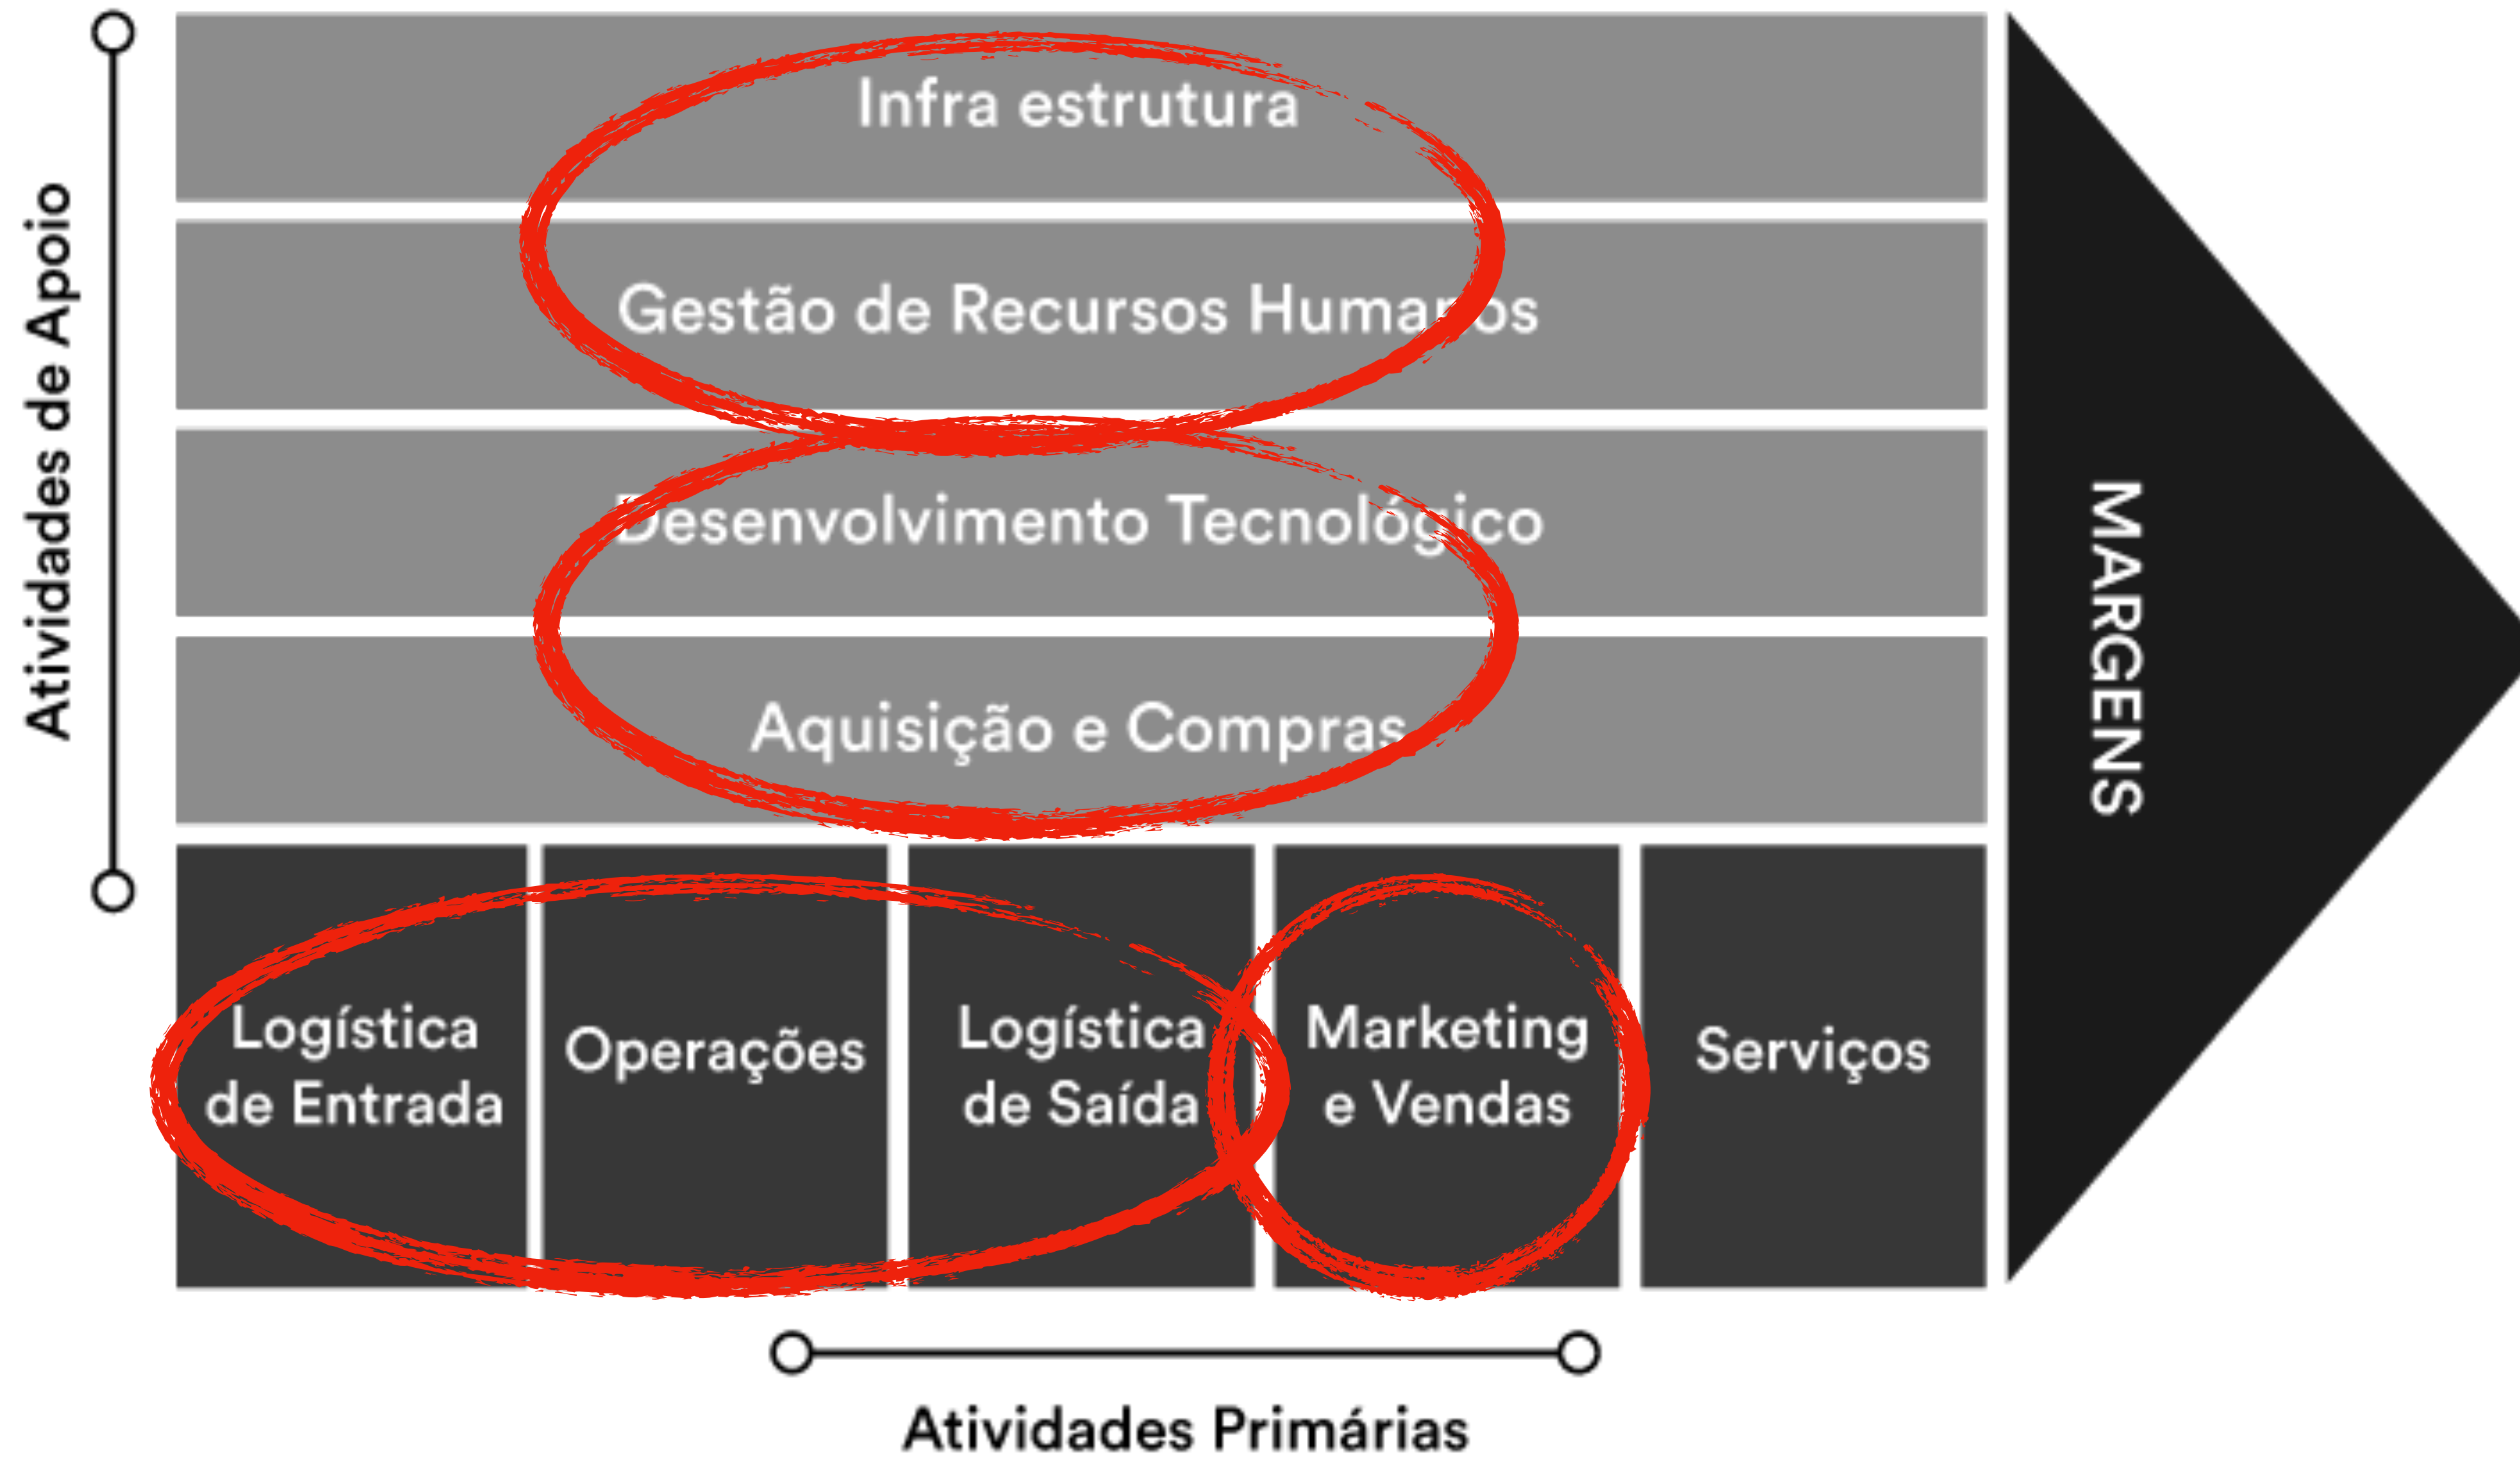 Atividades de Apoio
Infra estrutura
Gestão de Recursos Humanos
Desenvolvimento Tecnológico
Aquisição e Compras
Logística
de Entrada
Operações
Logística
de Saída
Marketing
e Vendas
Serviços
MARGENS
Atividades Primárias